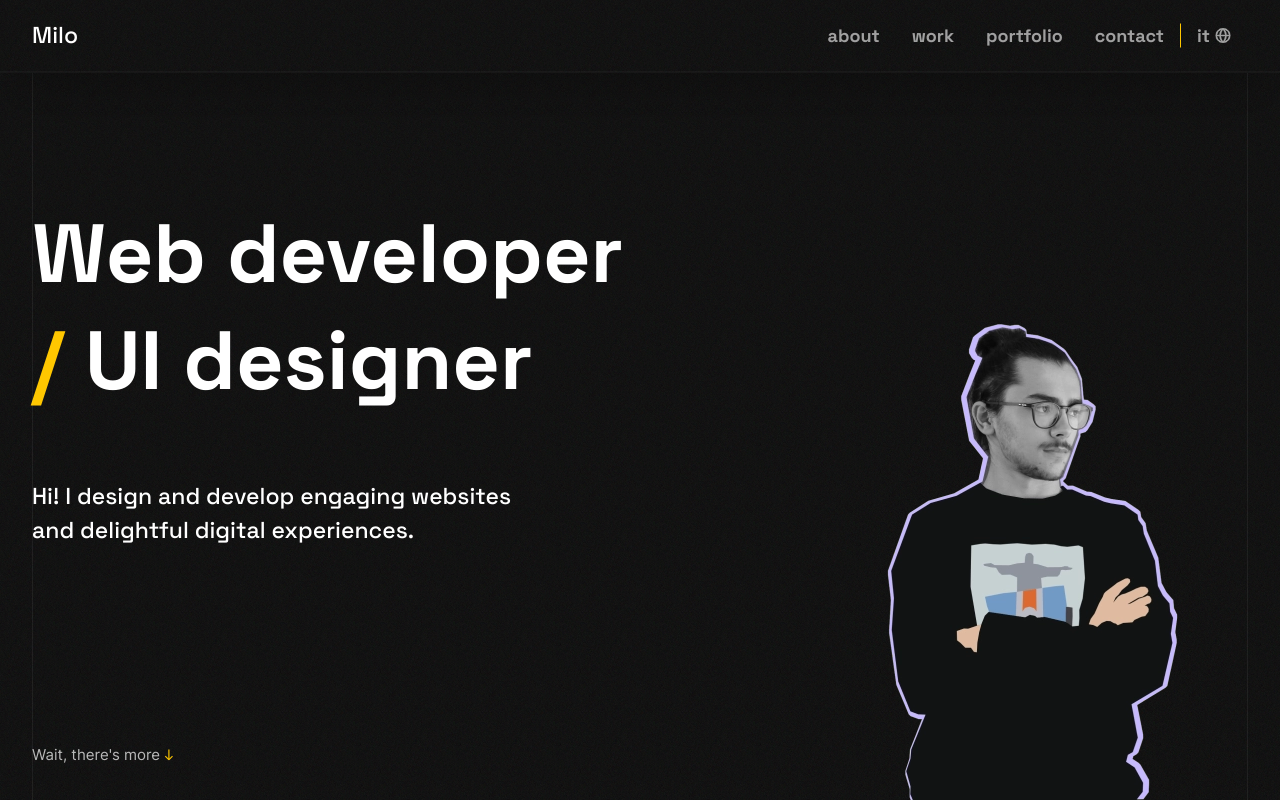 Milo
about work portfolio contact it
Web developer
/ UI designer
Hi! I design and develop engaging websites
and delightful digital experiences.
Wait, there's more ↓